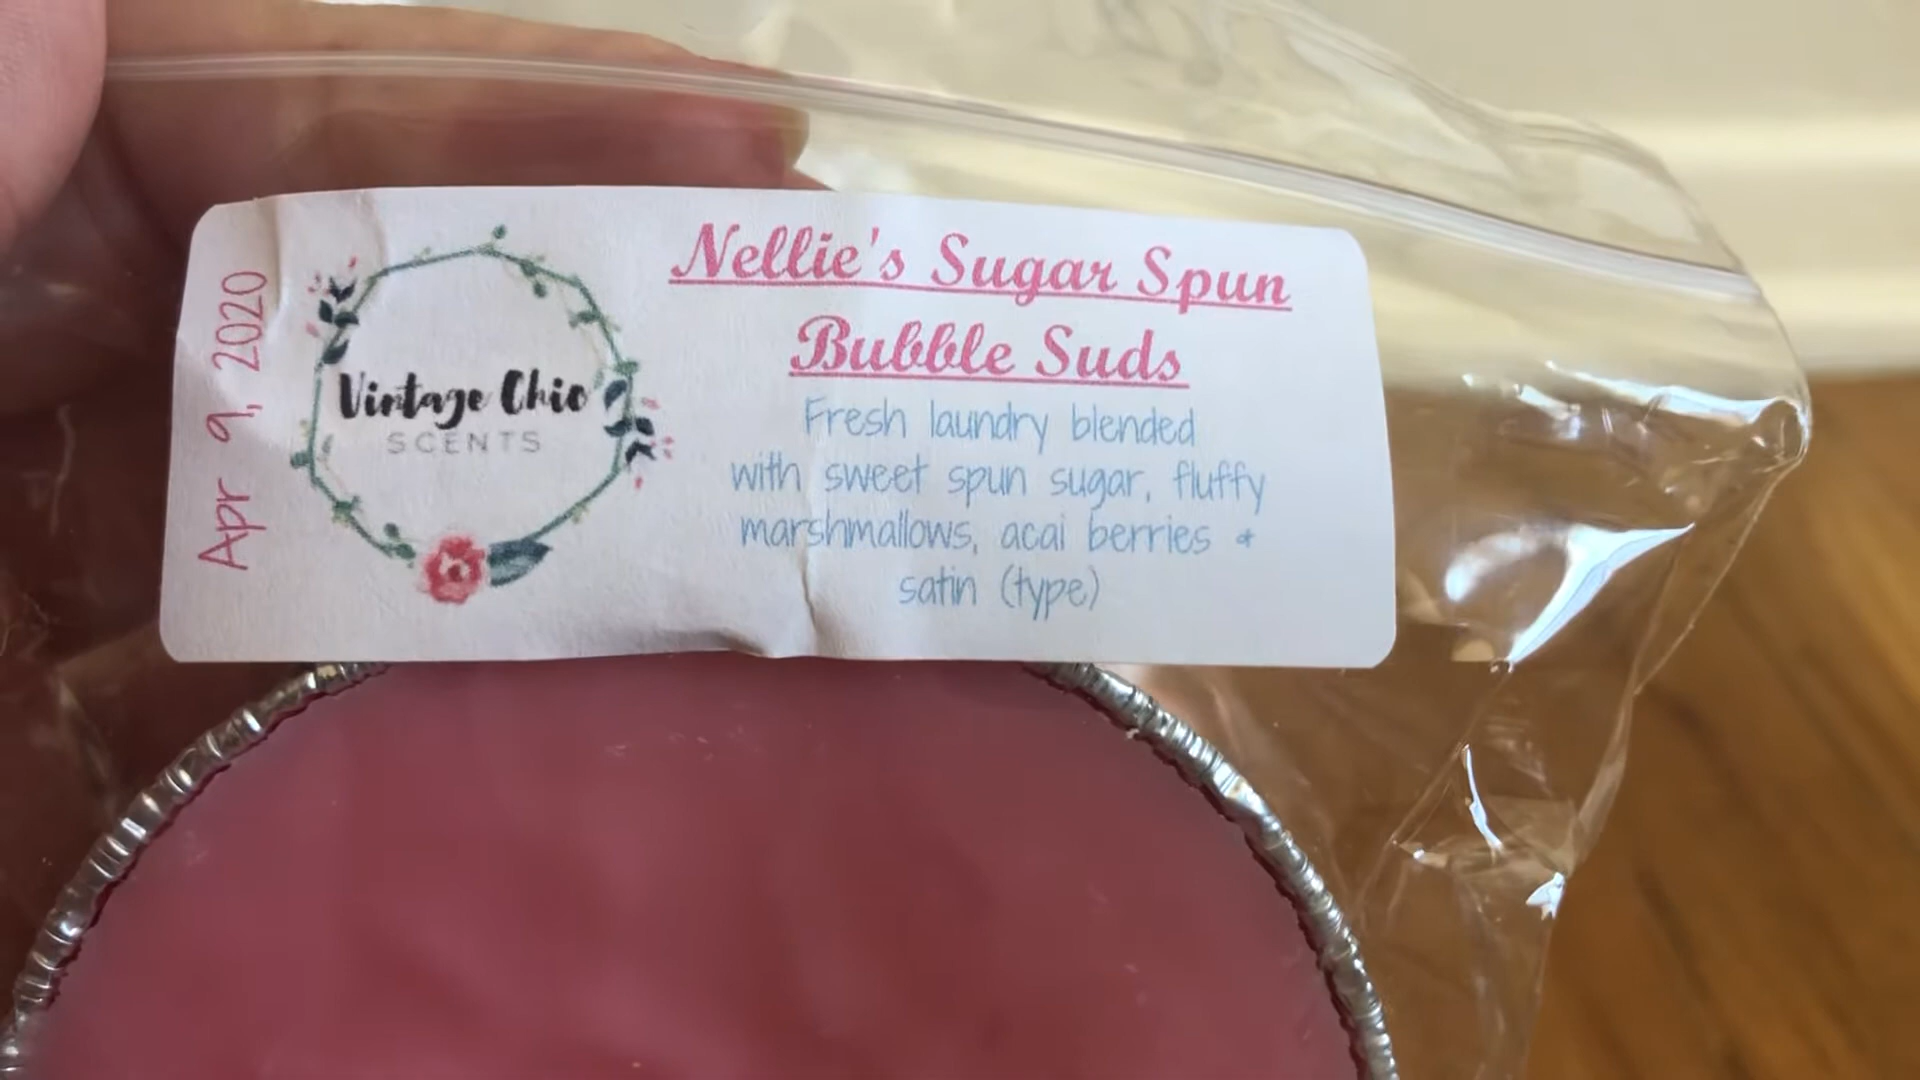 Apr 9, 2020
Vintage Chic
SCENTS
Nellie's Sugar Spun
Bubble Suds
Fresh laundry blended
with sweet spun sugar, fluffy
marshmallows, acai berries &
satin (type)